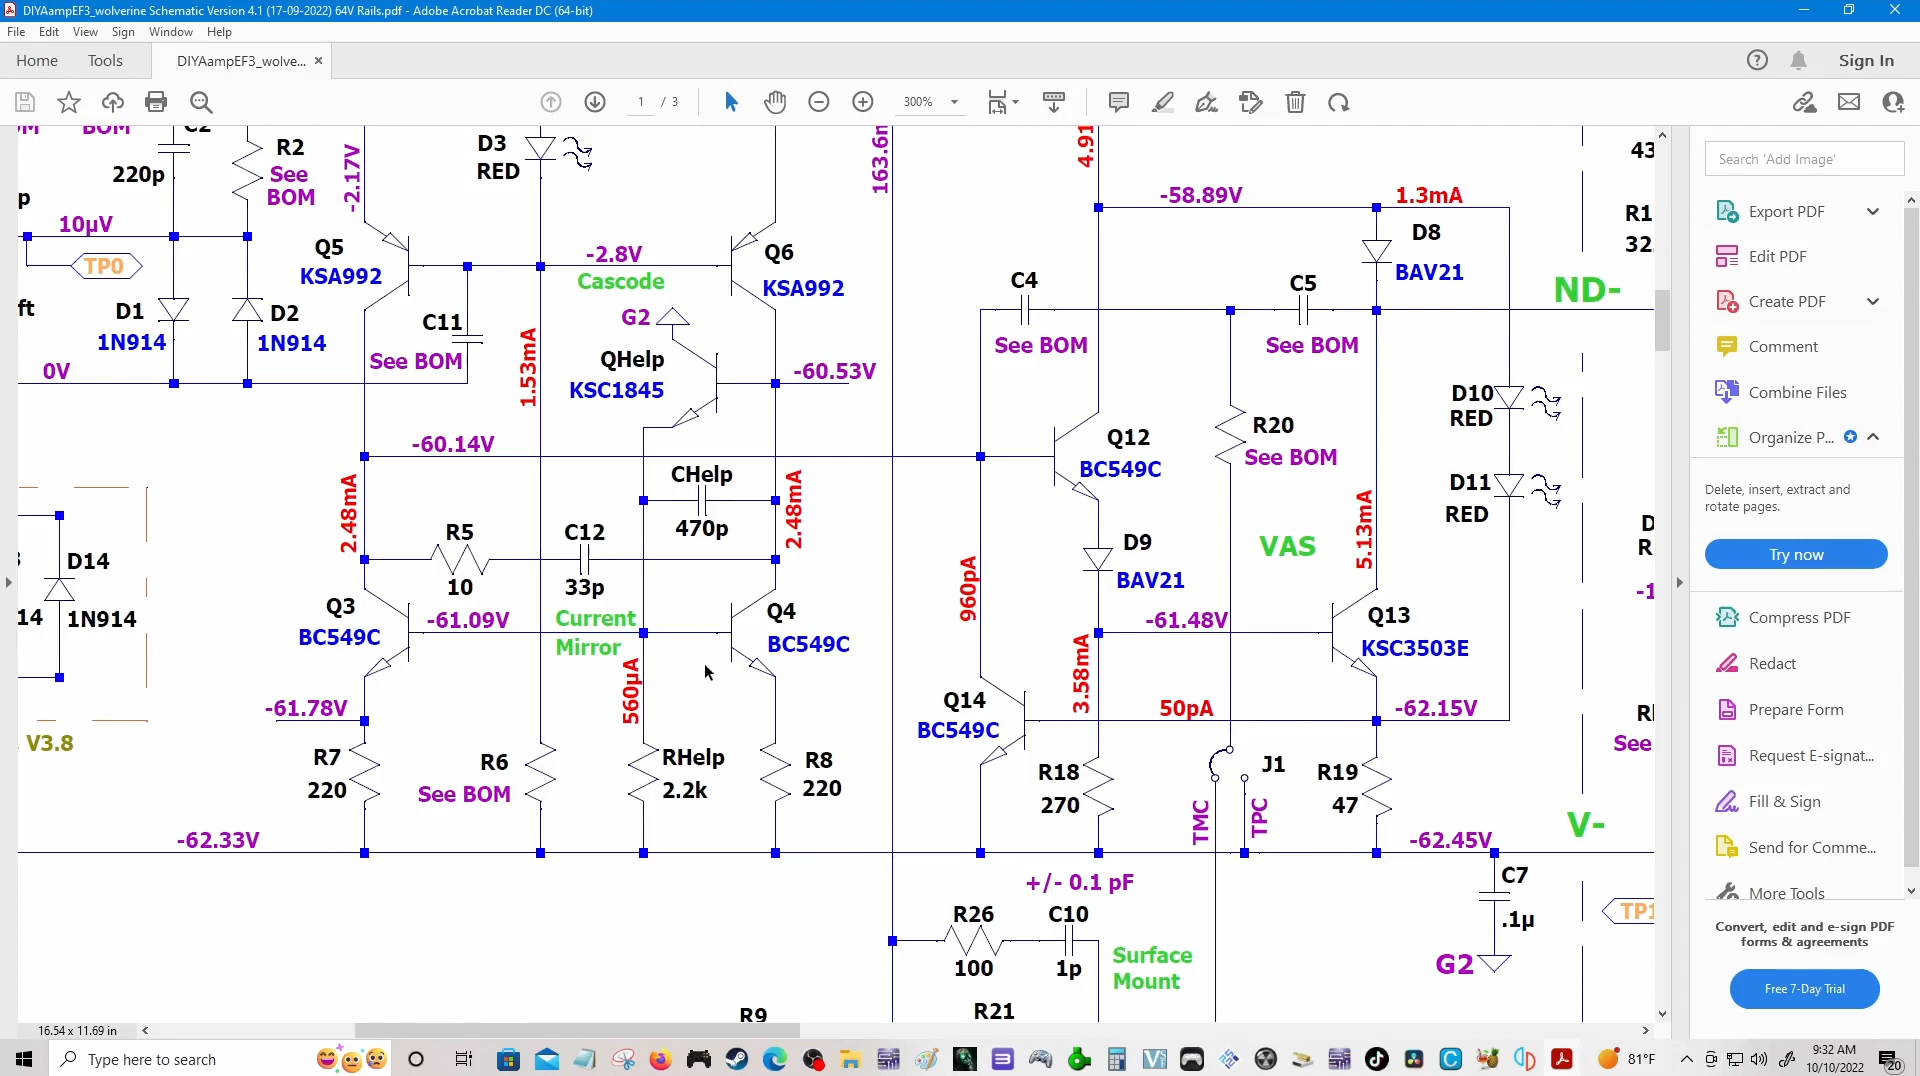 DIYAampEF3_wolverine Schematic Version 4.1 (17-09-2022) 64V Rails.pdf - Adobe Acrobat Reader DC (64-bit)
File Edit View Sign Window Help
Home Tools DIYAampEF3_wolve... × Sign In
1 / 3 300%
220p
R2
See
BOM
D3
RED
-2.17V
163.6
4.91
43
p
10µV
TP0
Q5
KSA992
-2.8V
Cascode
Q6
KSA992
-58.89V
1.3mA
D8
BAV21
R1
32
ft
D1
1N914
D2
1N914
C11
See BOM
G2
QHelp
KSC1845
1.53mA
-60.53V
C4
See BOM
C5
See BOM
ND-
0V
-60.14V
Q12
BC549C
R20
See BOM
D10
RED
D11
RED
2.48mA
CHelp
470p
2.48mA
R5
10
C12
33p
960pA
D9
BAV21
VAS
5.13mA
D14
1N914
14
Q3
BC549C
-61.09V
Current
Mirror
Q4
BC549C
-61.48V
Q13
KSC3503E
560µA
3.58mA
-61.78V
Q14
BC549C
50pA
-62.15V
V3.8
R7
220
R6
See BOM
RHelp
2.2k
R8
220
R18
270
J1
TMC
TPC
R19
47
See
-62.33V
-62.45V
V-
+/- 0.1 pF
C7
.1µ
R26
100
C10
1p
Surface
Mount
G2
TP1
R9
R21
16.54 x 11.69 in
Search 'Add Image'
Export PDF
Edit PDF
Create PDF
Comment
Combine Files
Organize P...
Delete, insert, extract and
rotate pages.
Try now
Compress PDF
Redact
Prepare Form
Request E-signat...
Fill & Sign
Send for Comme...
More Tools
Convert, edit and e-sign PDF
forms & agreements
Free 7-Day Trial
Type here to search
81°F
9:32 AM
10/10/2022
20